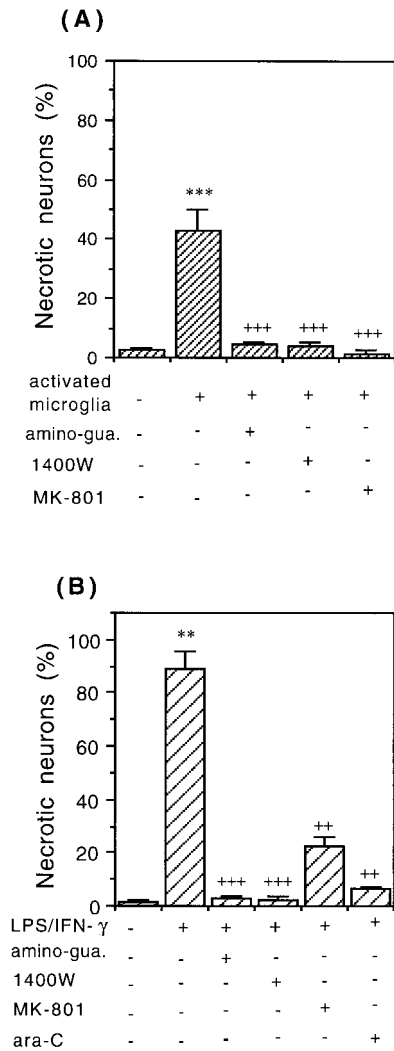 (A)
Necrotic neurons (%)
100
80
60
40
20
0
***
+++
+++
+++
activated
microglia
- + + + +
amino-gua. - - + - -
1400W - - - + -
MK-801 - - - - +
(B)
Necrotic neurons (%)
100
80
60
40
20
0
**
+++
+++
++
++
LPS/IFN-γ - + + + + +
amino-gua. - - + - - -
1400W - - - + - -
MK-801 - - - - + -
ara-C - - - - - +